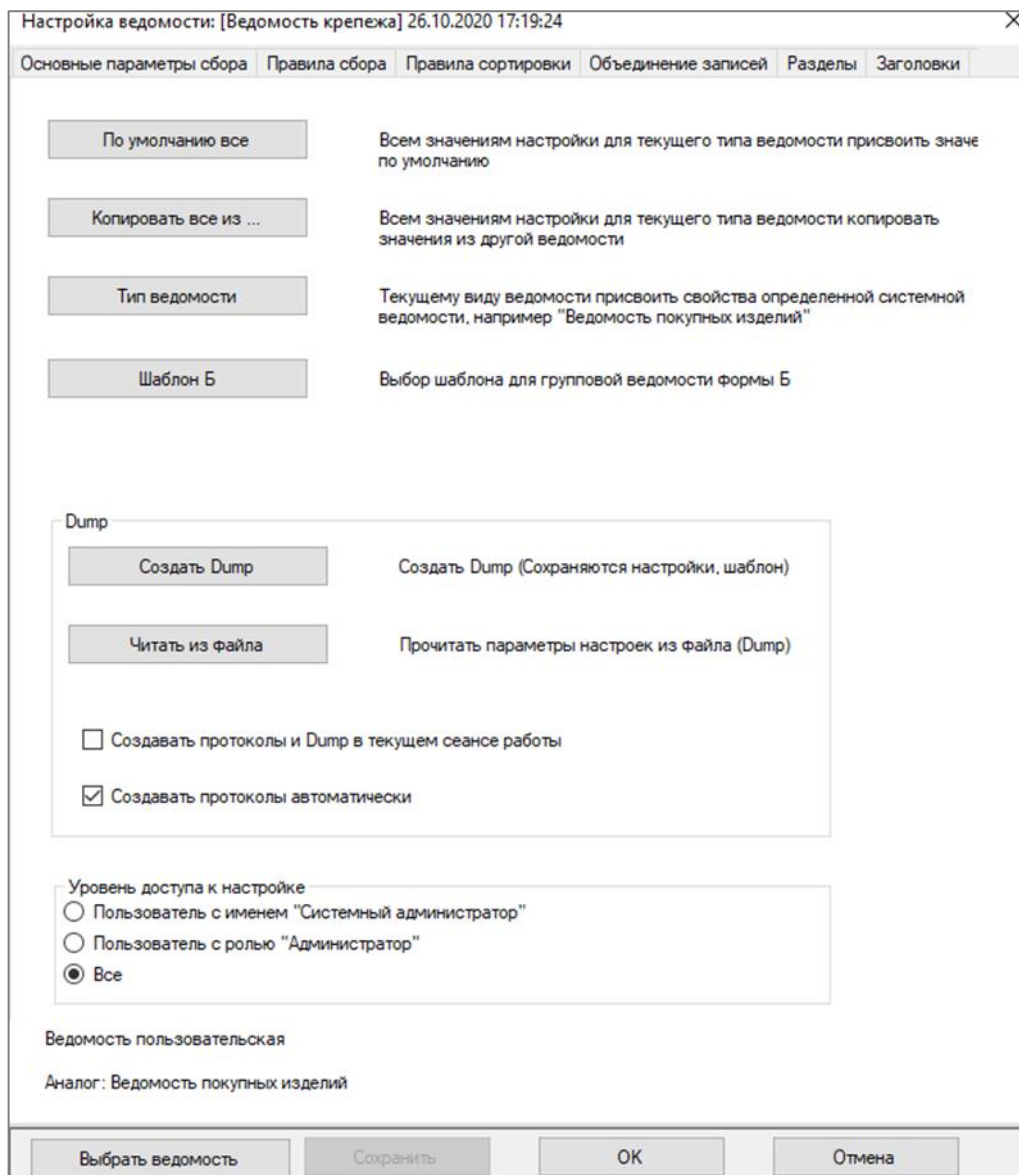 Настройка ведомости: [Ведомость крепежа] 26.10.2020 17:19:24
Основные параметры сбора Правила сбора Правила сортировки Объединение записей Разделы Заголовки
По умолчанию все
Всем значениям настройки для текущего типа ведомости присвоить значе
по умолчанию
Копировать все из ...
Всем значениям настройки для текущего типа ведомости копировать
значения из другой ведомости
Тип ведомости
Текущему виду ведомости присвоить свойства определенной системной
ведомости, например "Ведомость покупных изделий"
Шаблон Б
Выбор шаблона для групповой ведомости формы Б
Dump
Создать Dump
Создать Dump (Сохраняются настройки, шаблон)
Читать из файла
Прочитать параметры настроек из файла (Dump)
Создавать протоколы и Dump в текущем сеансе работы
Создавать протоколы автоматически
Уровень доступа к настройке
Пользователь с именем "Системный администратор"
Пользователь с ролью "Администратор"
Все
Ведомость пользовательская
Аналог: Ведомость покупных изделий
Выбрать ведомость Сохранить OK Отмена